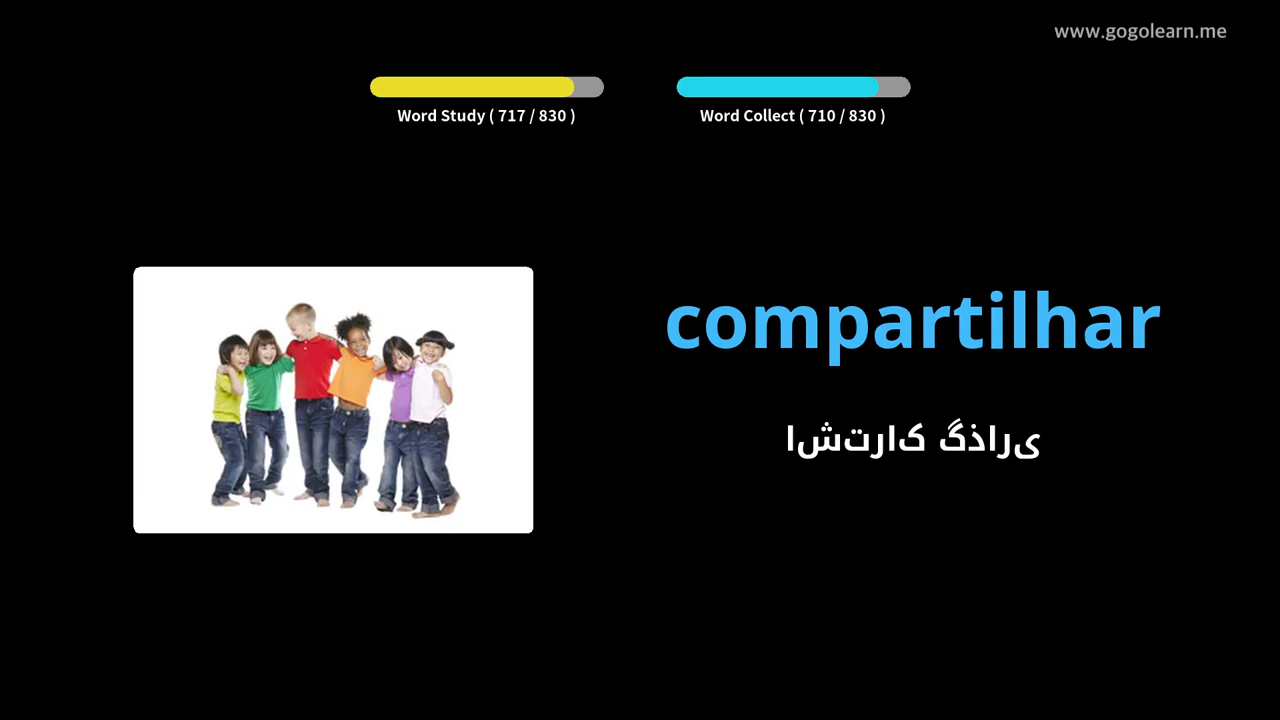 www.gogolearn.me
Word Study ( 717 / 830 )
Word Collect ( 710 / 830 )
compartilhar
اشتراک گذاری